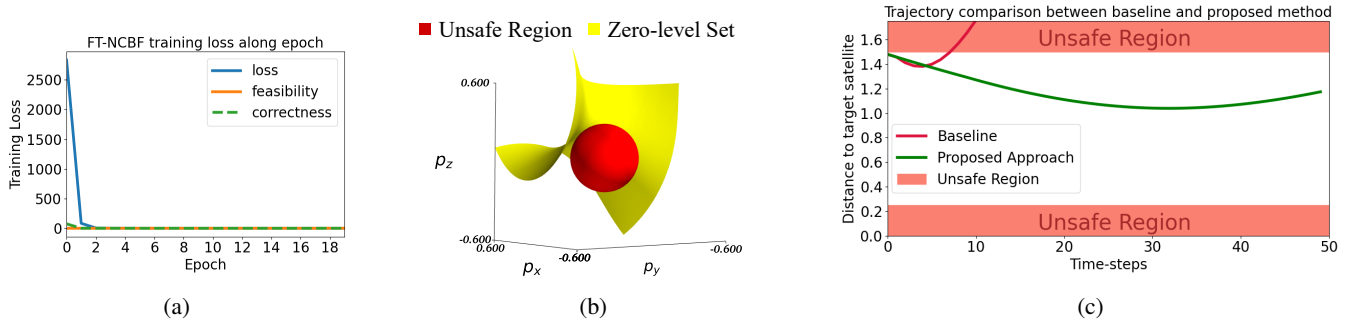 FT-NCBF training loss along epoch
Training Loss
2500
2000
1500
1000
500
0
loss
feasibility
correctness
0 2 4 6 8 10 12 14 16 18
Epoch
(a)
Unsafe Region Zero-level Set
0.600
p_z
-0.600
0.600
p_x
-0.600
p_y
-0.600
(b)
Trajectory comparison between baseline and proposed method
Distance to target satellite
1.6
1.4
1.2
1.0
0.8
0.6
0.4
0.2
0.0
Unsafe Region
Baseline
Proposed Approach
Unsafe Region
Unsafe Region
0 10 20 30 40 50
Time-steps
(c)